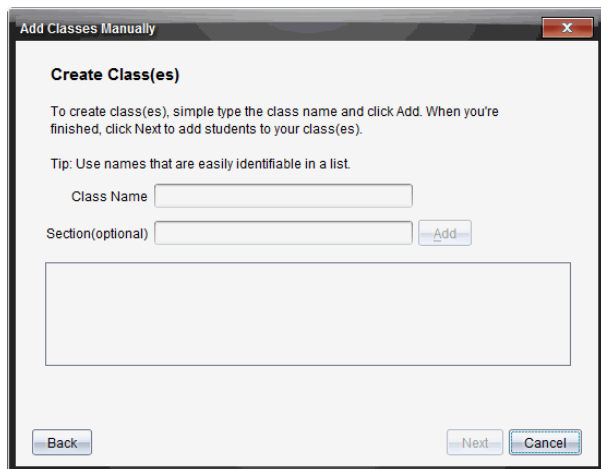 Add Classes Manually
X
Create Class(es)
To create class(es), simple type the class name and click Add. When you're
finished, click Next to add students to your class(es).
Tip: Use names that are easily identifiable in a list.
Class Name
Section(optional) Add
Back Next Cancel